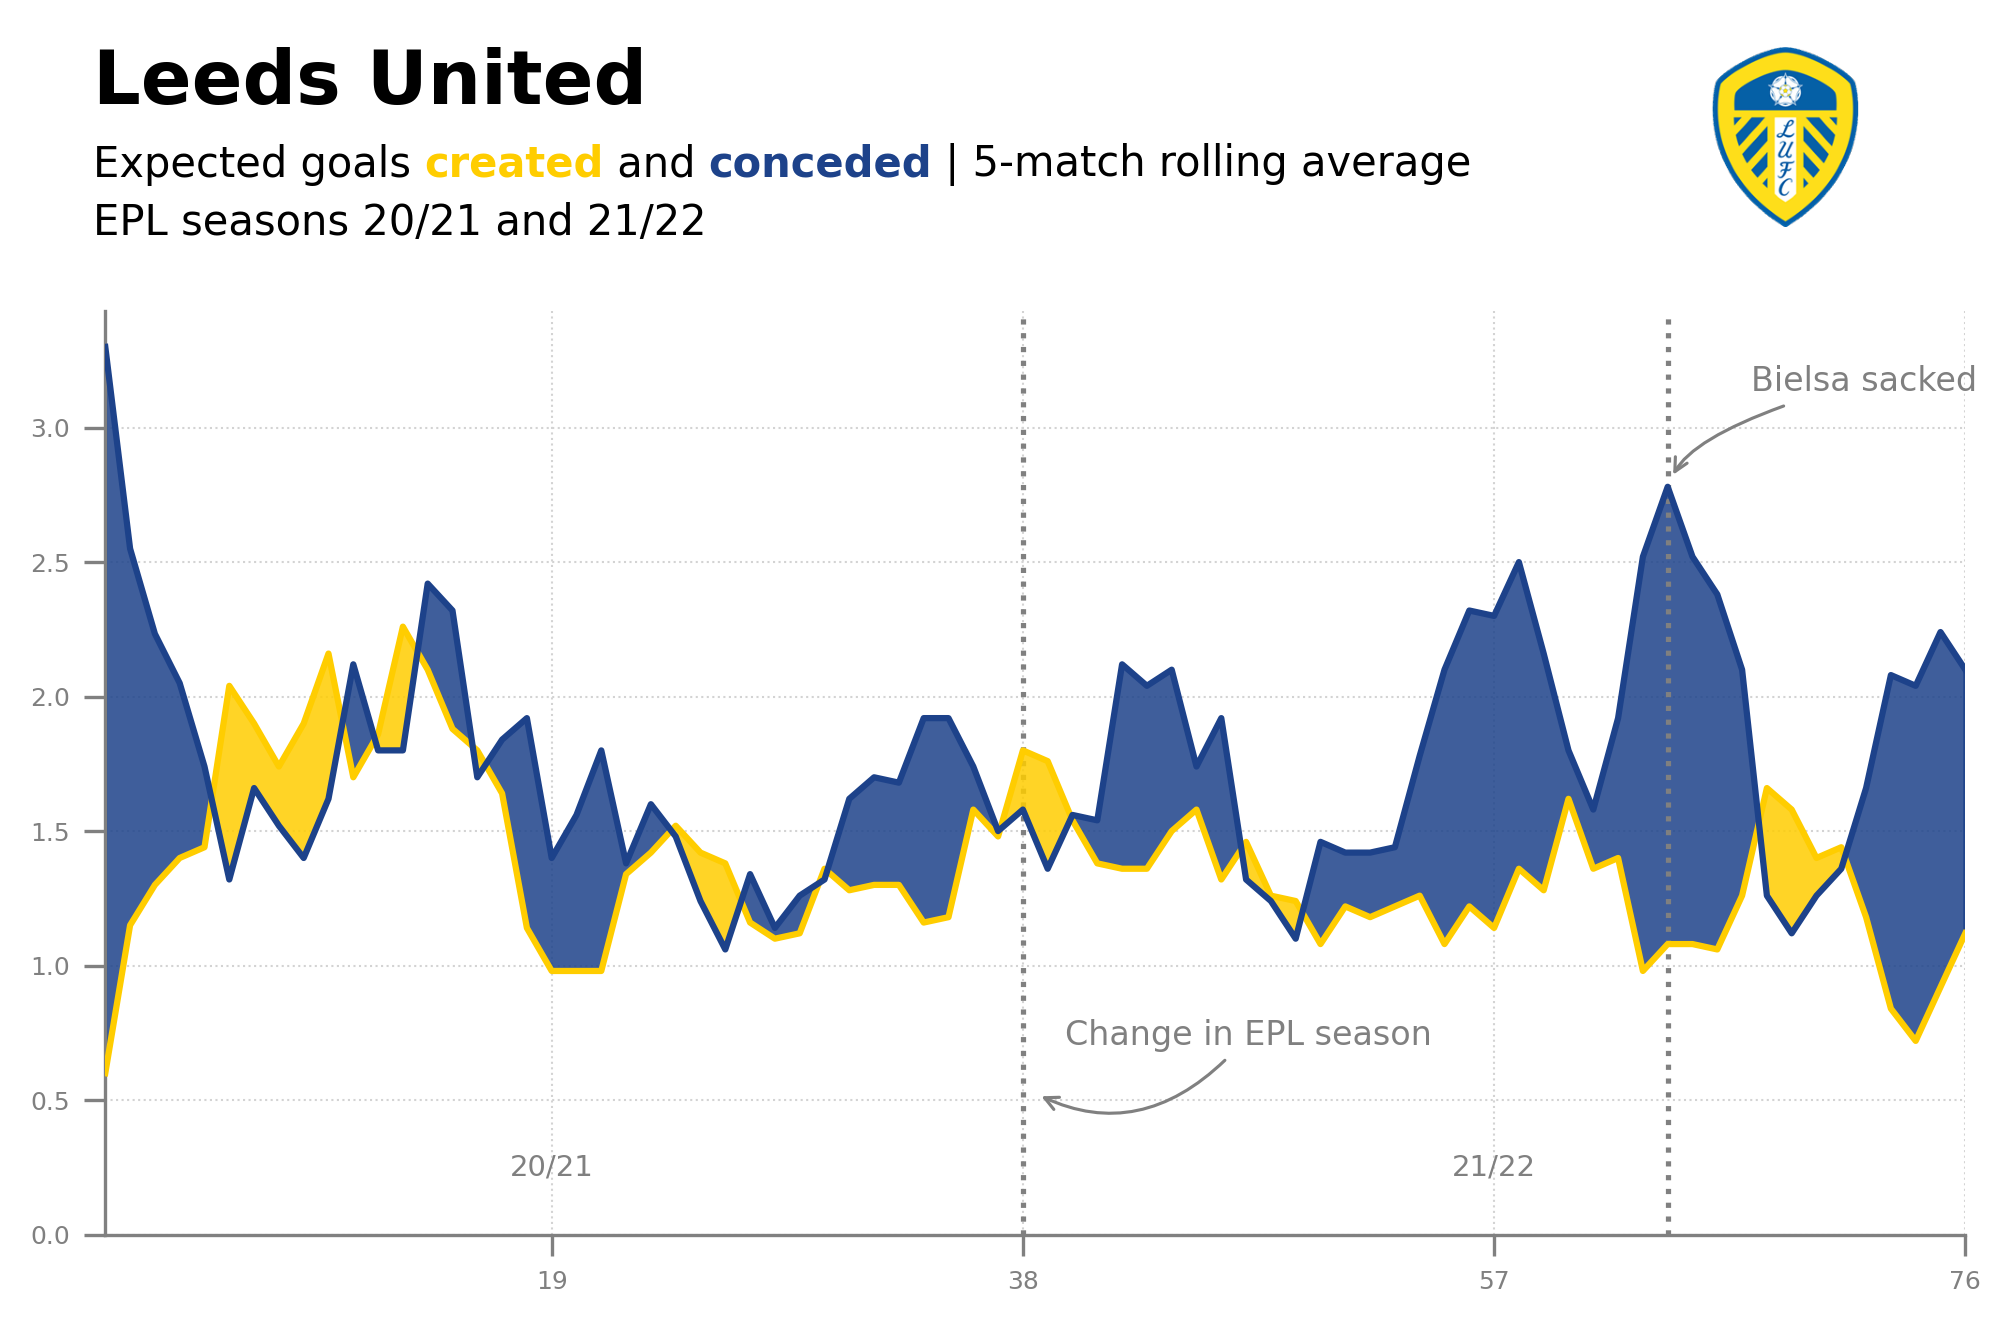 Leeds United
Expected goals created and conceded | 5-match rolling average
EPL seasons 20/21 and 21/22
L
U
F
C
Bielsa sacked
3.0
2.5
2.0
1.5
1.0
Change in EPL season
0.5
20/21
21/22
0.0
19
38
57
76